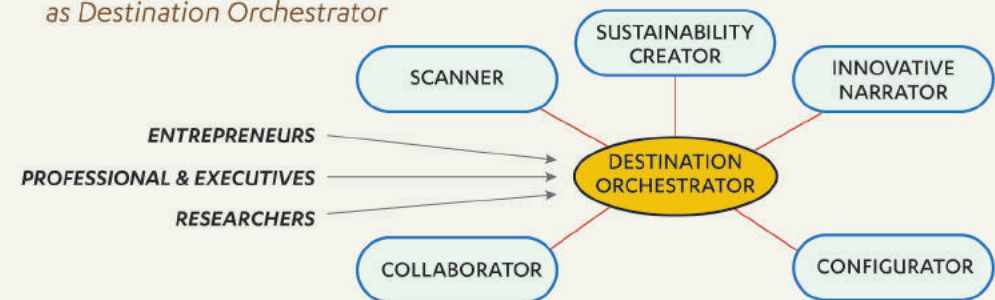 as Destination Orchestrator
SUSTAINABILITY
CREATOR
SCANNER
INNOVATIVE
NARRATOR
ENTREPRENEURS
PROFESSIONAL & EXECUTIVES
RESEARCHERS
DESTINATION
ORCHESTRATOR
COLLABORATOR
CONFIGURATOR